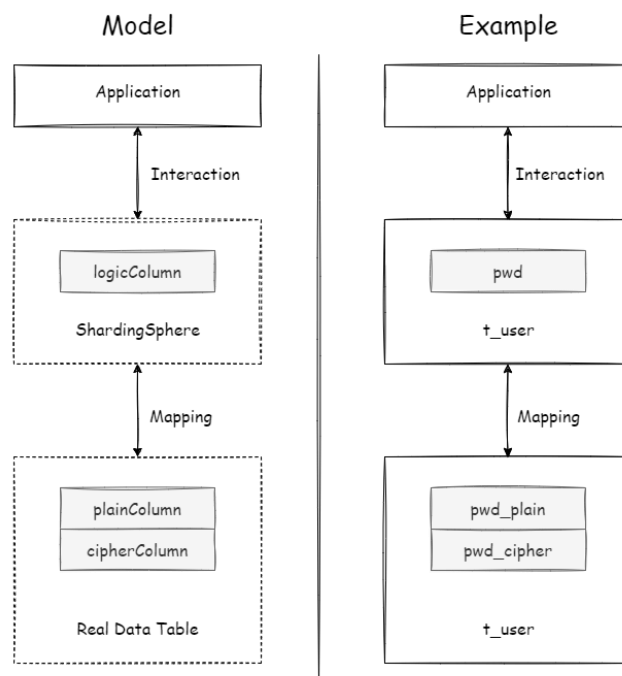 Model
Application
Interaction
logicColumn
ShardingSphere
Mapping
plainColumn
cipherColumn
Real Data Table
Example
Application
Interaction
pwd
t_user
Mapping
pwd_plain
pwd_cipher
t_user